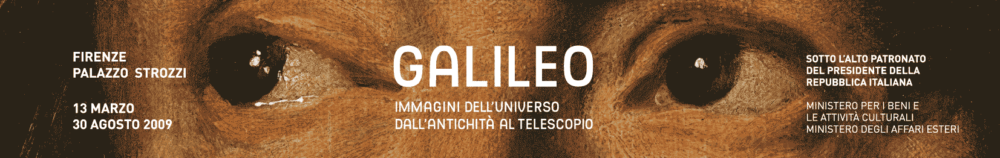 FIRENZE
PALAZZO STROZZI
13 MARZO
30 AGOSTO 2009
GALILEO
IMMAGINI DELL'UNIVERSO
DALL'ANTICHITÀ AL TELESCOPIO
SOTTO L'ALTO PATRONATO
DEL PRESIDENTE DELLA
REPUBBLICA ITALIANA
MINISTERO PER I BENI E
LE ATTIVITÀ CULTURALI
MINISTERO DEGLI AFFARI ESTERI